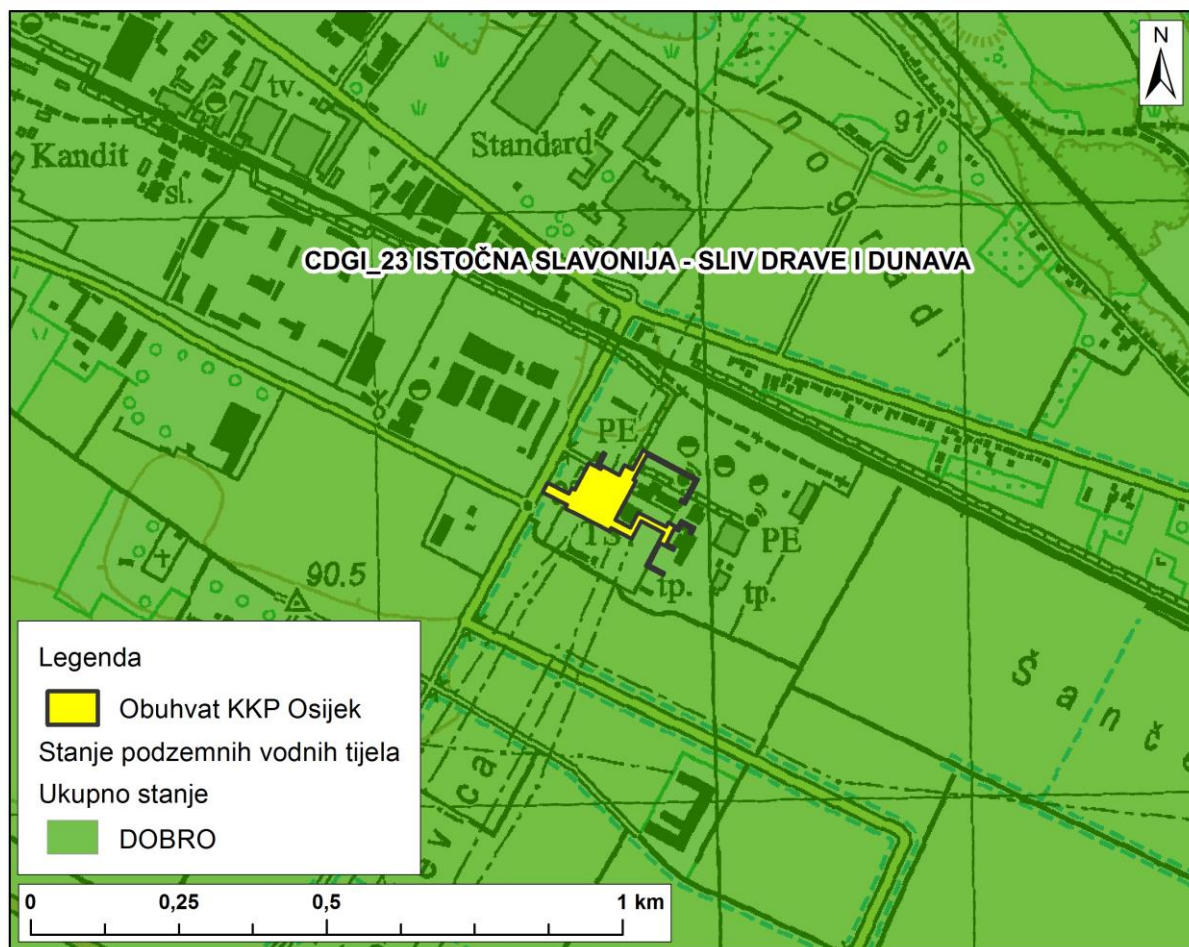 N
tv.
Kandit
sl.
Standard
Vinogradi
91
CDGI_23 ISTOČNA SLAVONIJA - SLIV DRAVE I DUNAVA
PE
PE
tp.
tp.
90.5
Legenda
Obuhvat KKP Osijek
Stanje podzemnih vodnih tijela
Ukupno stanje
DOBRO
0 0,25 0,5 1 km